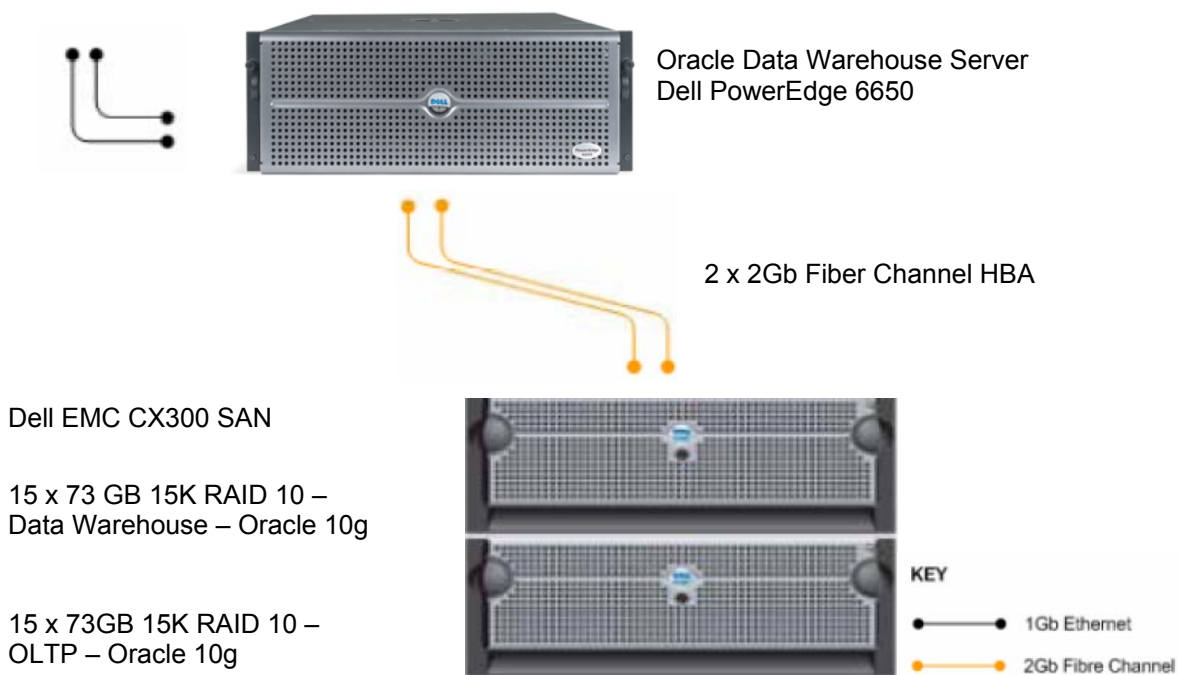 Oracle Data Warehouse Server
Dell PowerEdge 6650
DELL
2 x 2Gb Fiber Channel HBA
Dell EMC CX300 SAN
15 x 73 GB 15K RAID 10 –
Data Warehouse – Oracle 10g
15 x 73GB 15K RAID 10 –
OLTP – Oracle 10g
KEY
1Gb Ethernet
2Gb Fibre Channel